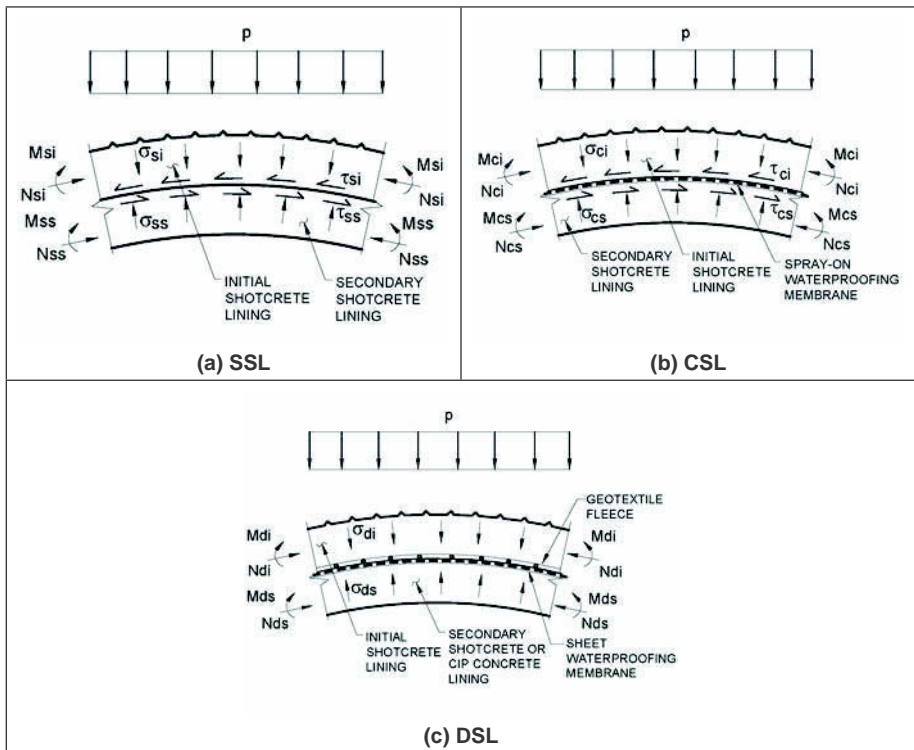 p
σsi
Msi
Msi
τsi
Nsi
Nsi
Mss
Mss
σss
τss
Nss
Nss
INITIAL
SHOTCRETE
LINING
SECONDARY
SHOTCRETE
LINING
(a) SSL
p
σci
Mci
Mci
τci
Nci
Nci
Mcs
Mcs
σcs
τcs
Ncs
Ncs
SECONDARY
SHOTCRETE
LINING
INITIAL
SHOTCRETE
LINING
SPRAY-ON
WATERPROOFING
MEMBRANE
(b) CSL
p
GEOTEXTILE
FLEECE
σdi
Mdi
Mdi
Ndi
Ndi
Mds
Mds
σds
Nds
Nds
INITIAL
SHOTCRETE
LINING
SECONDARY
SHOTCRETE OR
CIP CONCRETE
LINING
SHEET
WATERPROOFING
MEMBRANE
(c) DSL